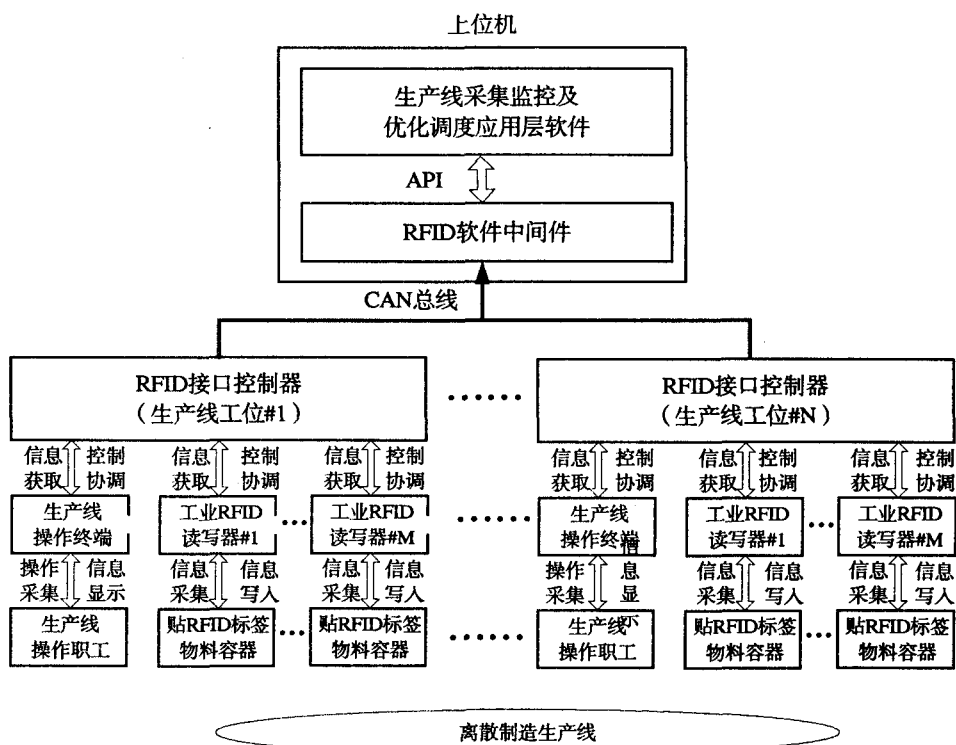 上位机
生产线采集监控及
优化调度应用层软件
API
RFID软件中间件
CAN总线
RFID接口控制器
（生产线工位#1）
......
RFID接口控制器
（生产线工位#N）
信息 控制
获取 协调
信息 控制
获取 协调
信息 控制
获取 协调
信息 控制
获取 协调
信息 控制
获取 协调
信息 控制
获取 协调
生产线
操作终端
工业RFID
读写器#1
...
工业RFID
读写器#M
......
生产线
操作终端
工业RFID
读写器#1
...
工业RFID
读写器#M
操作 信息
采集 显示
信息 信息
采集 写入
信息 信息
采集 写入
操作 信息
采集 显示
信息 信息
采集 写入
信息 信息
采集 写入
生产线
操作职工
贴RFID标签
物料容器
...
贴RFID标签
物料容器
......
生产线
操作职工
贴RFID标签
物料容器
...
贴RFID标签
物料容器
离散制造生产线